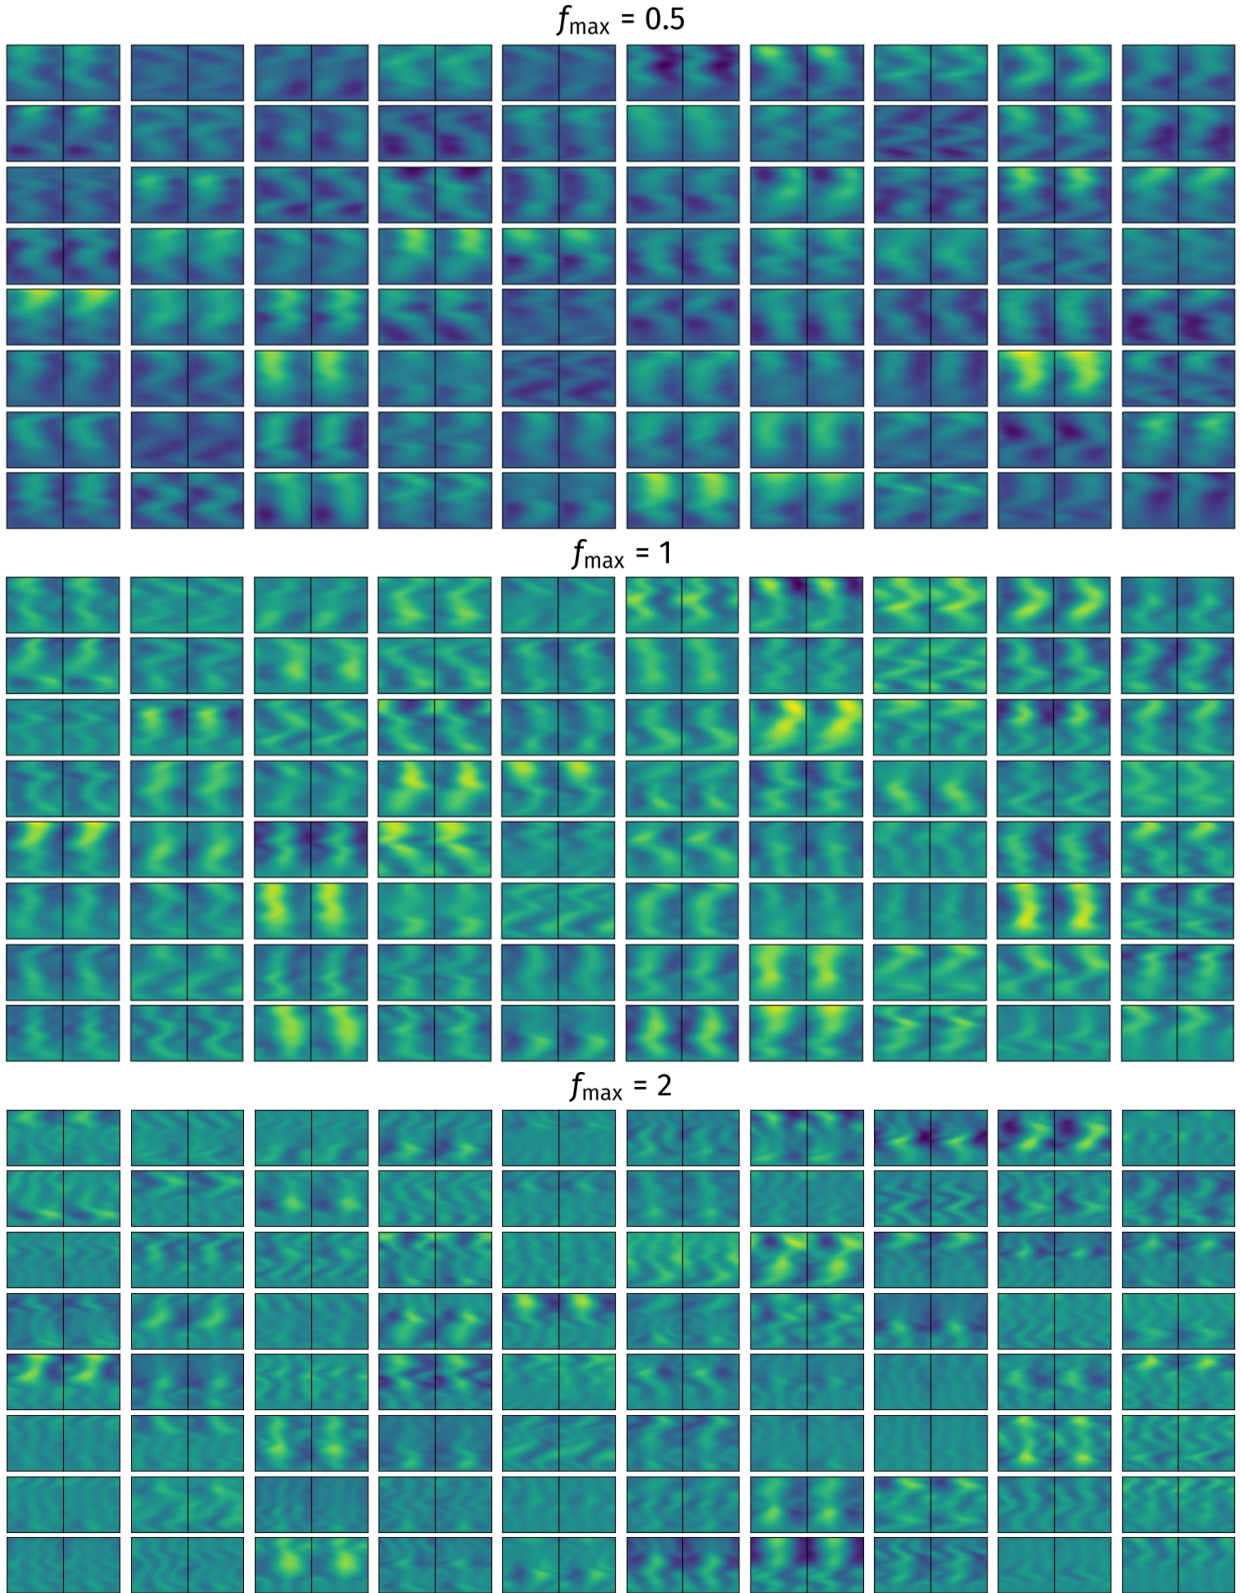 f_max = 0.5
f_max = 1
f_max = 2